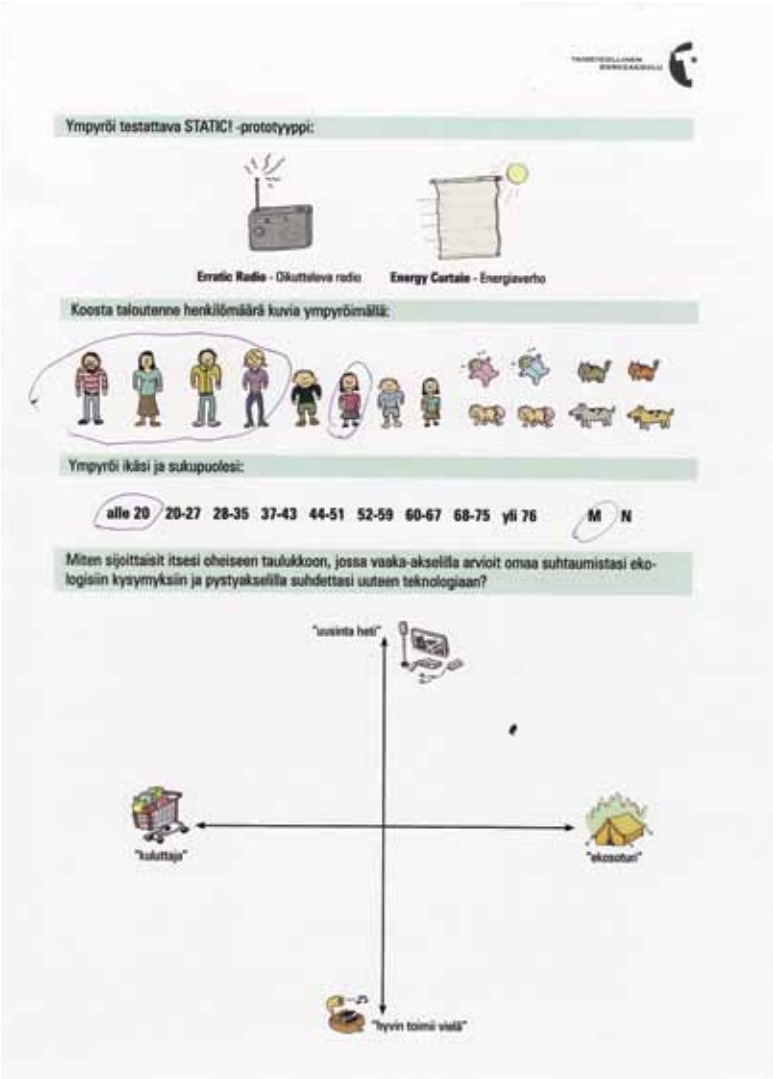 TAIDETEOLLINEN
KORKEAKOULU
Ympyröi testattava STATIC! -prototyyppi:
Erratic Radio - Oikutteleva radio
Energy Curtain - Energiaverho
Koosta taloutenne henkilömäärä kuvia ympyröimällä:
Ympyröi ikäsi ja sukupuolesi:
alle 20 20-27 28-35 37-43 44-51 52-59 60-67 68-75 yli 76 M N
Miten sijoittaisit itsesi oheiseen taulukkoon, jossa vaaka-akselilla arvioit omaa suhtaumistasi eko-
logisiin kysymyksiin ja pystyakselilla suhdettasi uuteen teknologiaan?
"uusinta heti"
"kuluttaja"
"ekosoturi"
"hyvin toimii vielä"